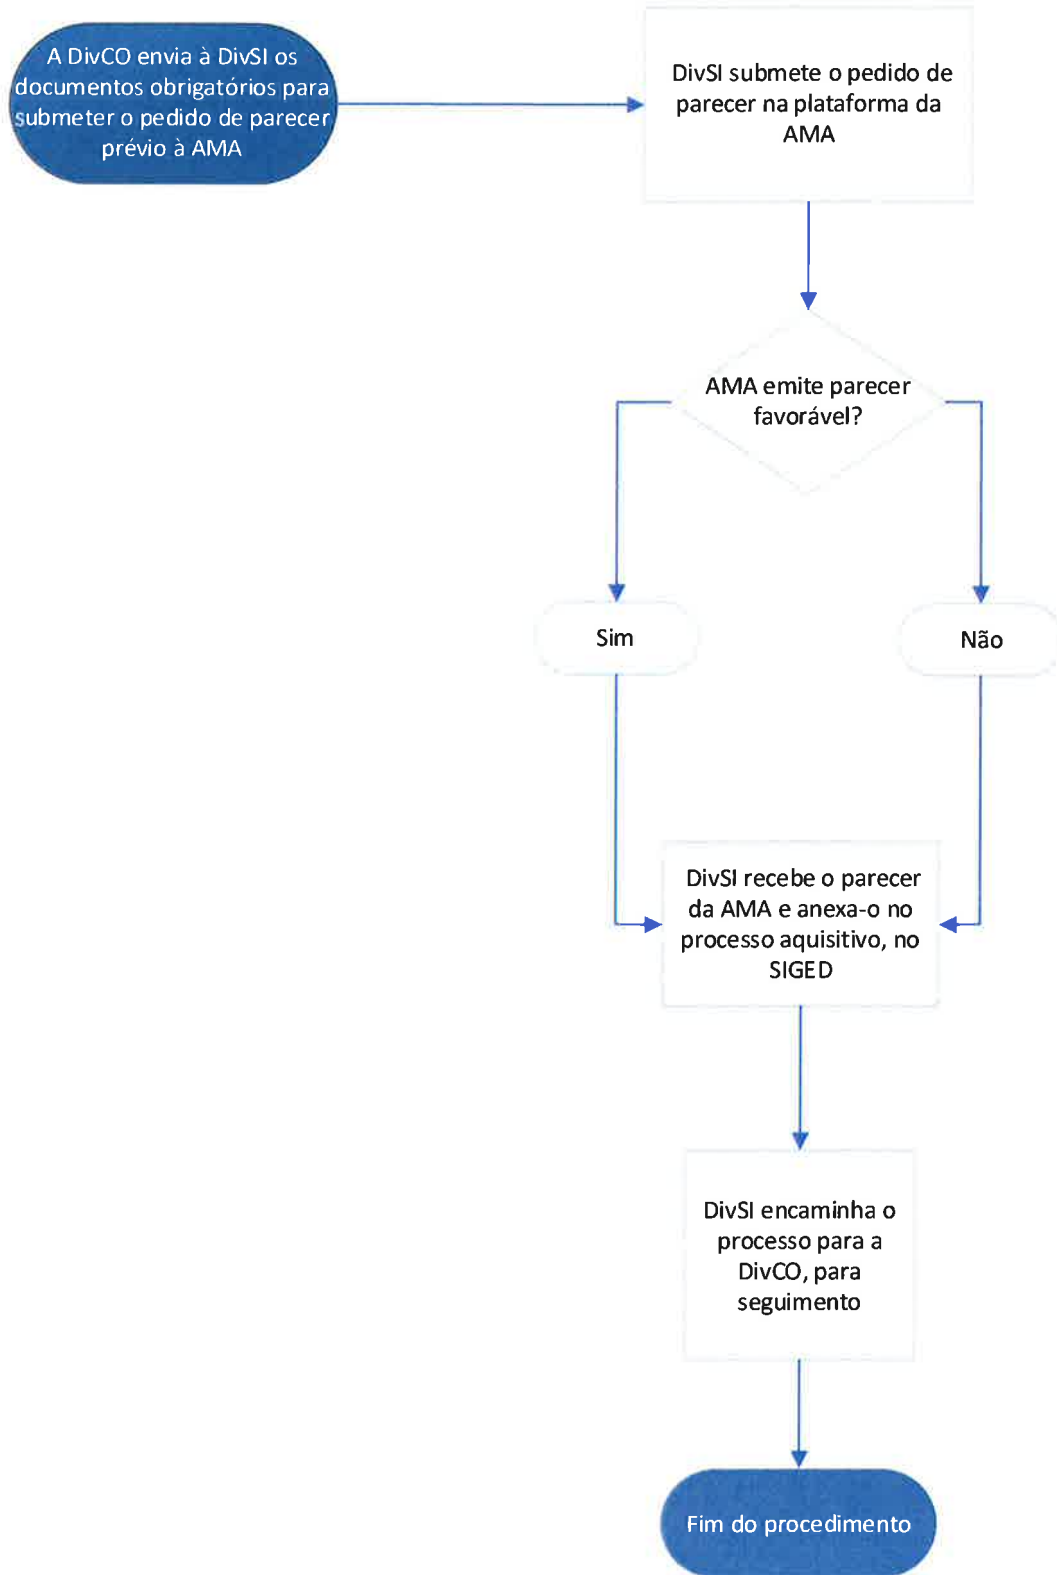 A DivCO envia à DivSI os
documentos obrigatórios para
submeter o pedido de parecer
prévio à AMA
DivSI submete o pedido de
parecer na plataforma da
AMA
AMA emite parecer
favorável?
Sim
Não
DivSI recebe o parecer
da AMA e anexa-o no
processo aquisitivo, no
SIGED
DivSI encaminha o
processo para a
DivCO, para
seguimento
Fim do procedimento